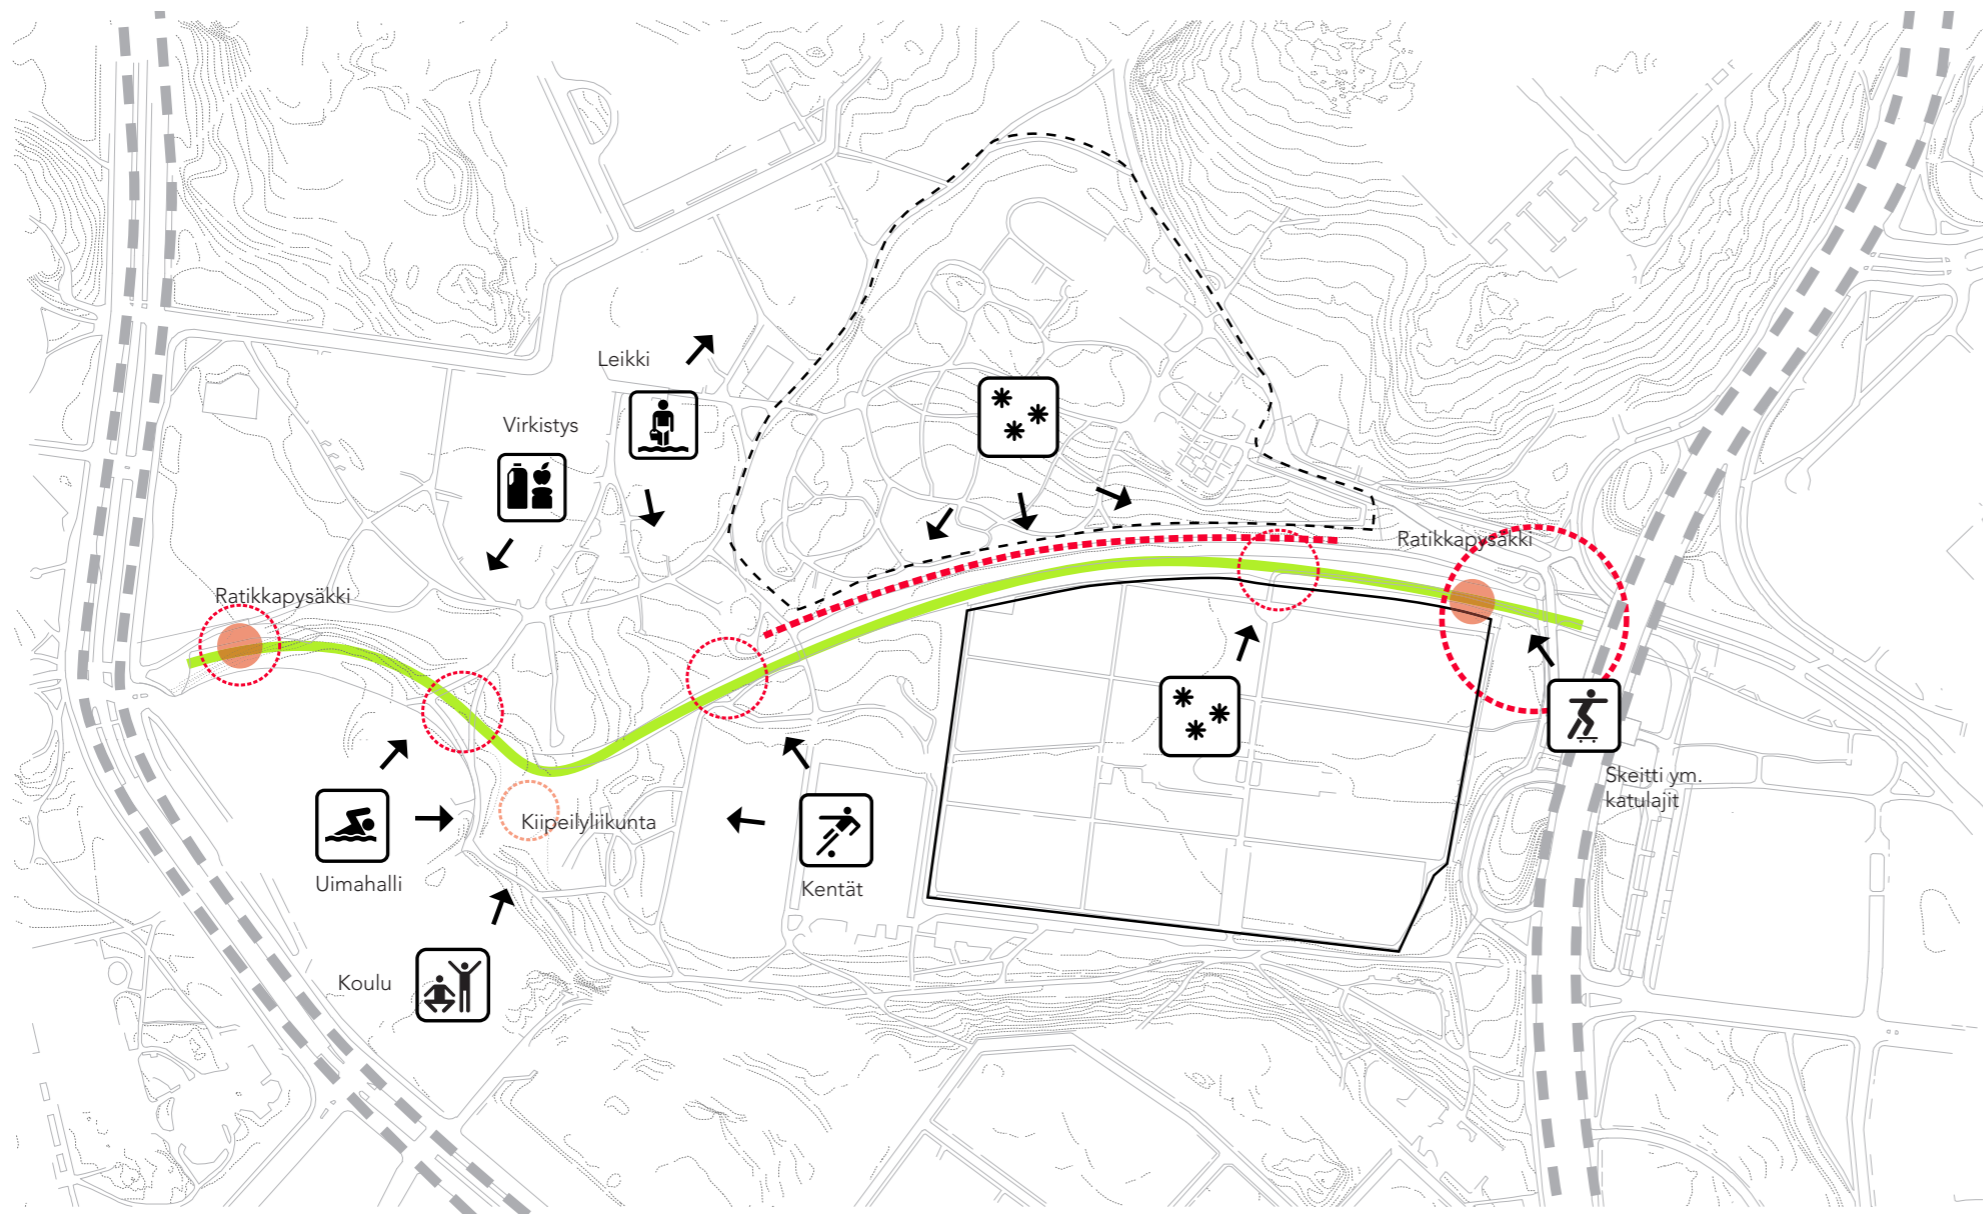 Leikki
Virkistys
Ratikkapysäkki
Ratikkapysäkki
Skeitti ym.
katulajit
Kiipeilyliikunta
Uimahalli
Kentät
Koulu